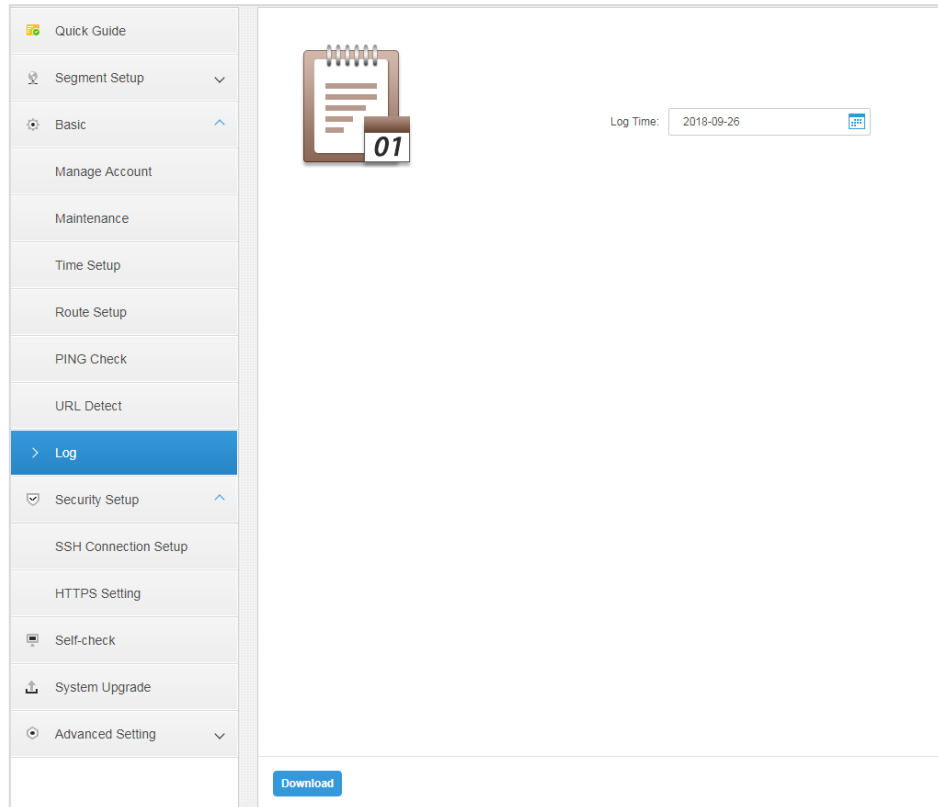 Quick Guide
Segment Setup
Basic
Manage Account
Maintenance
Time Setup
Route Setup
PING Check
URL Detect
Log
Security Setup
SSH Connection Setup
HTTPS Setting
Self-check
System Upgrade
Advanced Setting
01
Log Time: 2018-09-26
Download